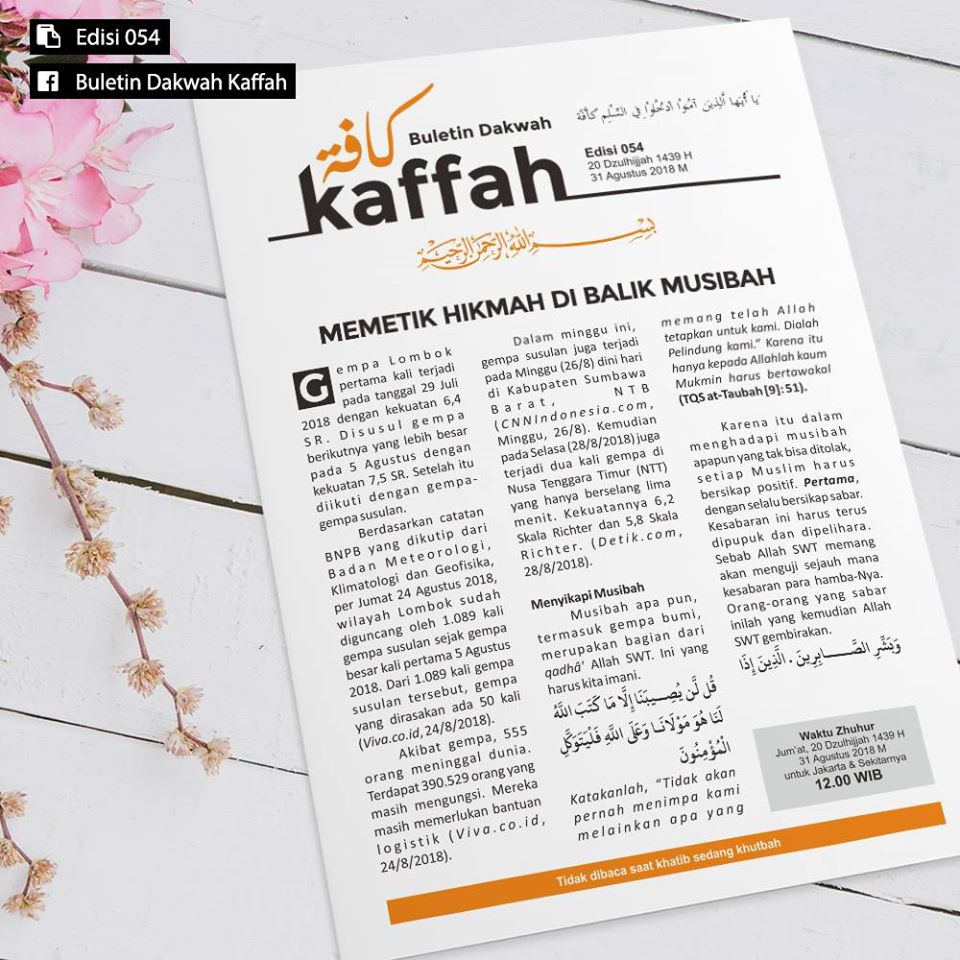 Edisi 054
Buletin Dakwah Kaffah
كافة
Buletin Dakwah
kaffah
يَا أَيُّهَا الَّذِينَ آمَنُوا ادْخُلُوا فِي السِّلْمِ كَافَّةً
Edisi 054
20 Dzulhijjah 1439 H
31 Agustus 2018 M
بِسْمِ اللَّهِ الرَّحْمَنِ الرَّحِيْمِ
MEMETIK HIKMAH DI BALIK MUSIBAH
Gempa Lombok
pertama kali terjadi
pada tanggal 29 Juli
2018 dengan kekuatan 6,4
SR. Disusul gempa
berikutnya yang lebih besar
pada 5 Agustus dengan
kekuatan 7,5 SR. Setelah itu
diikuti dengan gempa-
gempa susulan.
Berdasarkan catatan
BNPB yang dikutip dari
Badan Meteorologi,
Klimatologi dan Geofisika,
per Jumat 24 Agustus 2018,
wilayah Lombok sudah
diguncang oleh 1.089 kali
gempa susulan sejak gempa
besar kali pertama 5 Agustus
2018. Dari 1.089 kali gempa
susulan tersebut, gempa
yang dirasakan ada 50 kali
(Viva.co.id, 24/8/2018).
Akibat gempa, 555
orang meninggal dunia.
Terdapat 390.529 orang yang
masih mengungsi. Mereka
masih memerlukan bantuan
logistik (Viva.co.id,
24/8/2018).
Dalam minggu ini,
gempa susulan juga terjadi
pada Minggu (26/8) dini hari
di Kabupaten Sumbawa
Barat, NTB
(CNNIndonesia.com,
Minggu, 26/8). Kemudian
pada Selasa (28/8/2018) juga
terjadi dua kali gempa di
Nusa Tenggara Timur (NTT)
yang hanya berselang lima
menit. Kekuatannya 6,2
Skala Richter dan 5,8 Skala
Richter. (Detik.com,
28/8/2018).
Menyikapi Musibah
Musibah apa pun,
termasuk gempa bumi,
merupakan bagian dari
qadhâ' Allah SWT. Ini yang
harus kita imani.
قُل لَّن يُصِيبَنَا إِلَّا مَا كَتَبَ اللَّهُ
لَنَا هُوَ مَوْلَانَا وَعَلَى اللَّهِ فَلْيَتَوَكَّلِ
الْمُؤْمِنُونَ
Katakanlah, “Tidak akan
pernah menimpa kami
melainkan apa yang
memang telah Allah
tetapkan untuk kami. Dialah
Pelindung kami.” Karena itu
hanya kepada Allahlah kaum
Mukmin harus bertawakal
(TQS at-Taubah [9]: 51).
Karena itu dalam
menghadapi musibah
apapun yang tak bisa ditolak,
setiap Muslim harus
bersikap positif. Pertama,
dengan selalu bersikap sabar.
Kesabaran ini harus terus
dipupuk dan dipelihara.
Sebab Allah SWT memang
akan menguji sejauh mana
kesabaran para hamba-Nya.
Orang-orang yang sabar
inilah yang kemudian Allah
SWT gembirakan.
وَبَشِّرِ الصَّابِرِينَ . الَّذِينَ إِذَا
Waktu Zhuhur
Jum'at, 20 Dzulhijjah 1439 H
31 Agustus 2018 M
untuk Jakarta & Sekitarnya
12.00 WIB
Tidak dibaca saat khatib sedang khutbah